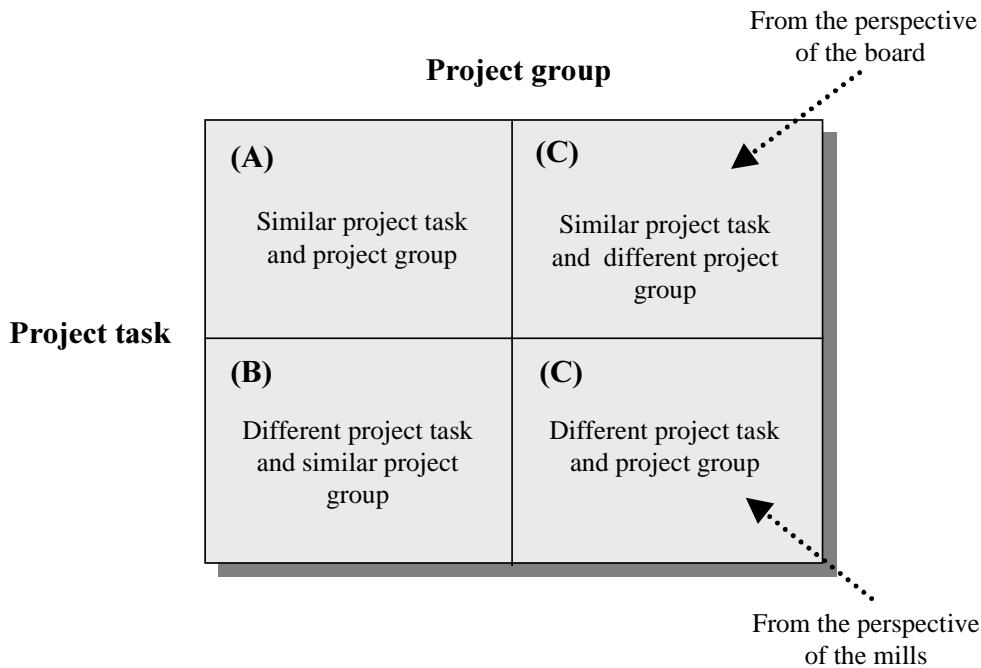 From the perspective
of the board
Project group
(A)
Similar project task
and project group
(C)
Similar project task
and different project
group
Project task
(B)
Different project task
and similar project
group
(C)
Different project task
and project group
From the perspective
of the mills